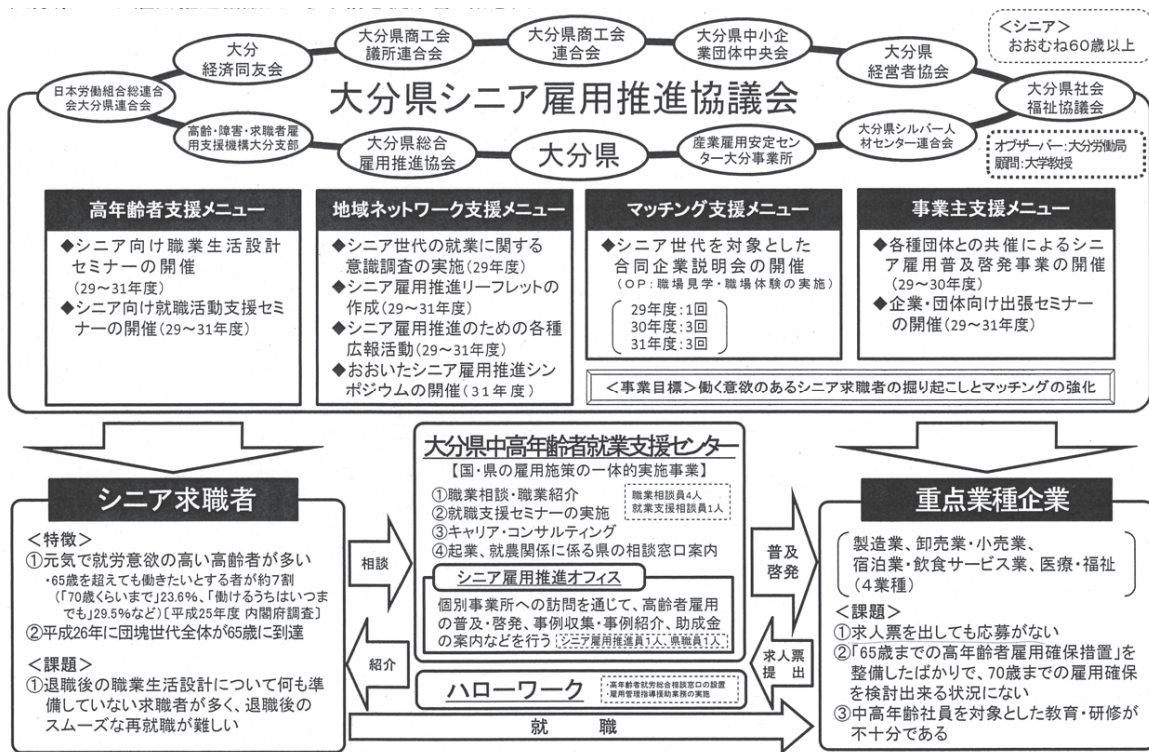 大分県商工会
議所連合会
大分県商工会
連合会
大分県中小企
業団体中央会
＜シニア＞
おおむね60歳以上
大分
経済同友会
大分県
経営者協会
日本労働組合総連合
会大分県連合会
大分県シニア雇用推進協議会
大分県社会
福祉協議会
高齢・障害・求職者雇
用支援機構大分支部
大分県総合
雇用推進協会
大分県
産業雇用安定セン
ター大分事業所
大分県シルバー人
材センター連合会
オブザーバー：大分労働局
顧問：大学教授
高年齢者支援メニュー
◆シニア向け職業生活設計
セミナーの開催
(29～31年度)
◆シニア向け就職活動支援セミ
ナーの開催(29～31年度)
地域ネットワーク支援メニュー
◆シニア世代の就業に関する
意識調査の実施(29年度)
◆シニア雇用推進リーフレットの
作成(29～31年度)
◆シニア雇用推進のための各種
広報活動(29～31年度)
◆おおいたシニア雇用推進シン
ポジウムの開催(31年度)
マッチング支援メニュー
◆シニア世代を対象とした
合同企業説明会の開催
(OP：職場見学・職場体験の実施)
29年度：1回
30年度：3回
31年度：3回
事業主支援メニュー
◆各種団体との共催によるシニ
ア雇用普及啓発事業の開催
(29～30年度)
◆企業・団体向け出張セミナー
の開催(29～31年度)
＜事業目標＞働く意欲のあるシニア求職者の掘り起こしとマッチングの強化
シニア求職者
＜特徴＞
①元気で就労意欲の高い高齢者が多い
・65歳を超えても働きたいとする者が約7割
(「70歳くらいまで」23.6%、「働けるうちはいつま
でも」29.5%など)〔平成25年度 内閣府調査〕
②平成26年に団塊世代全体が65歳に到達
＜課題＞
①退職後の職業生活設計について何も準
備していない求職者が多く、退職後の
スムーズな再就職が難しい
相談
紹介
大分県中高年齢者就業支援センター
【国・県の雇用施策の一体的実施事業】
①職業相談・職業紹介
②就職支援セミナーの実施
③キャリア・コンサルティング
④起業、就農関係に係る県の相談窓口案内
職業相談員4人
就業支援相談員1人
シニア雇用推進オフィス
個別事業所への訪問を通じて、高齢者雇用
の普及・啓発、事例収集・事例紹介、助成金
の案内などを行う
シニア雇用推進員1人、県職員1人
ハローワーク
・高年齢者就労総合相談窓口の設置
・雇用管理指導援助業務の実施
普及
啓発
求人票
提出
就職
重点業種企業
製造業、卸売業・小売業、
宿泊業・飲食サービス業、医療・福祉
(4業種)
＜課題＞
①求人票を出しても応募がない
②「65歳までの高年齢者雇用確保措置」を
整備したばかりで、70歳までの雇用確保
を検討出来る状況にない
③中高年齢社員を対象とした教育・研修が
不十分である